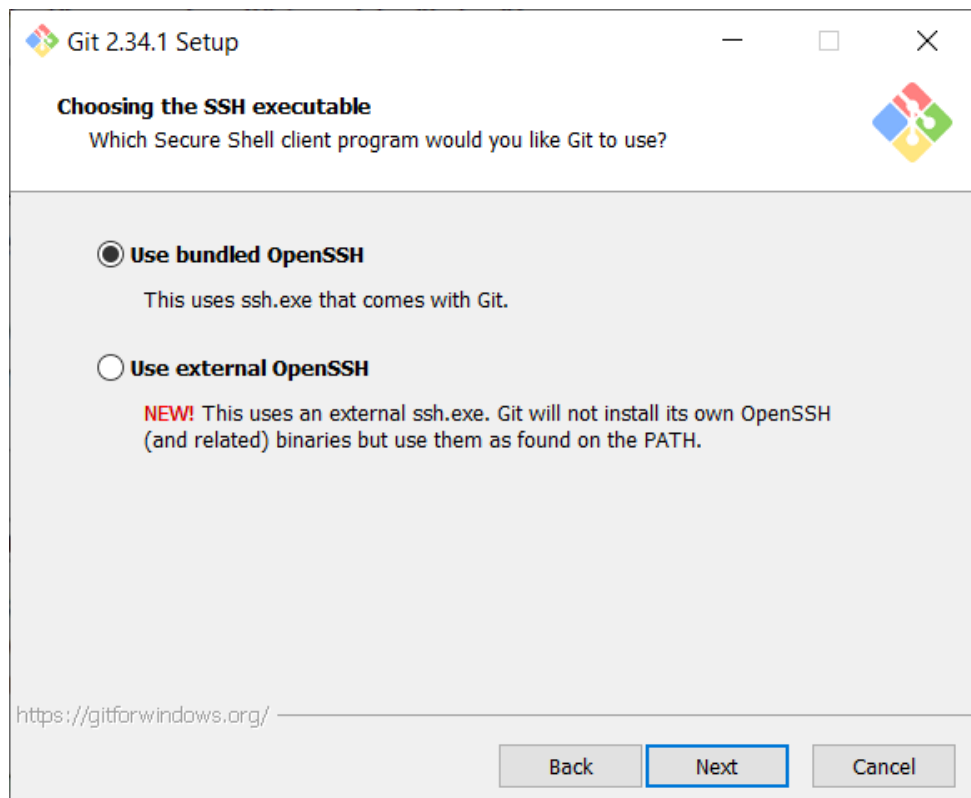 Git 2.34.1 Setup
Choosing the SSH executable
Which Secure Shell client program would you like Git to use?
Use bundled OpenSSH
This uses ssh.exe that comes with Git.
Use external OpenSSH
NEW! This uses an external ssh.exe. Git will not install its own OpenSSH
(and related) binaries but use them as found on the PATH.
https://gitforwindows.org/
Back Next Cancel